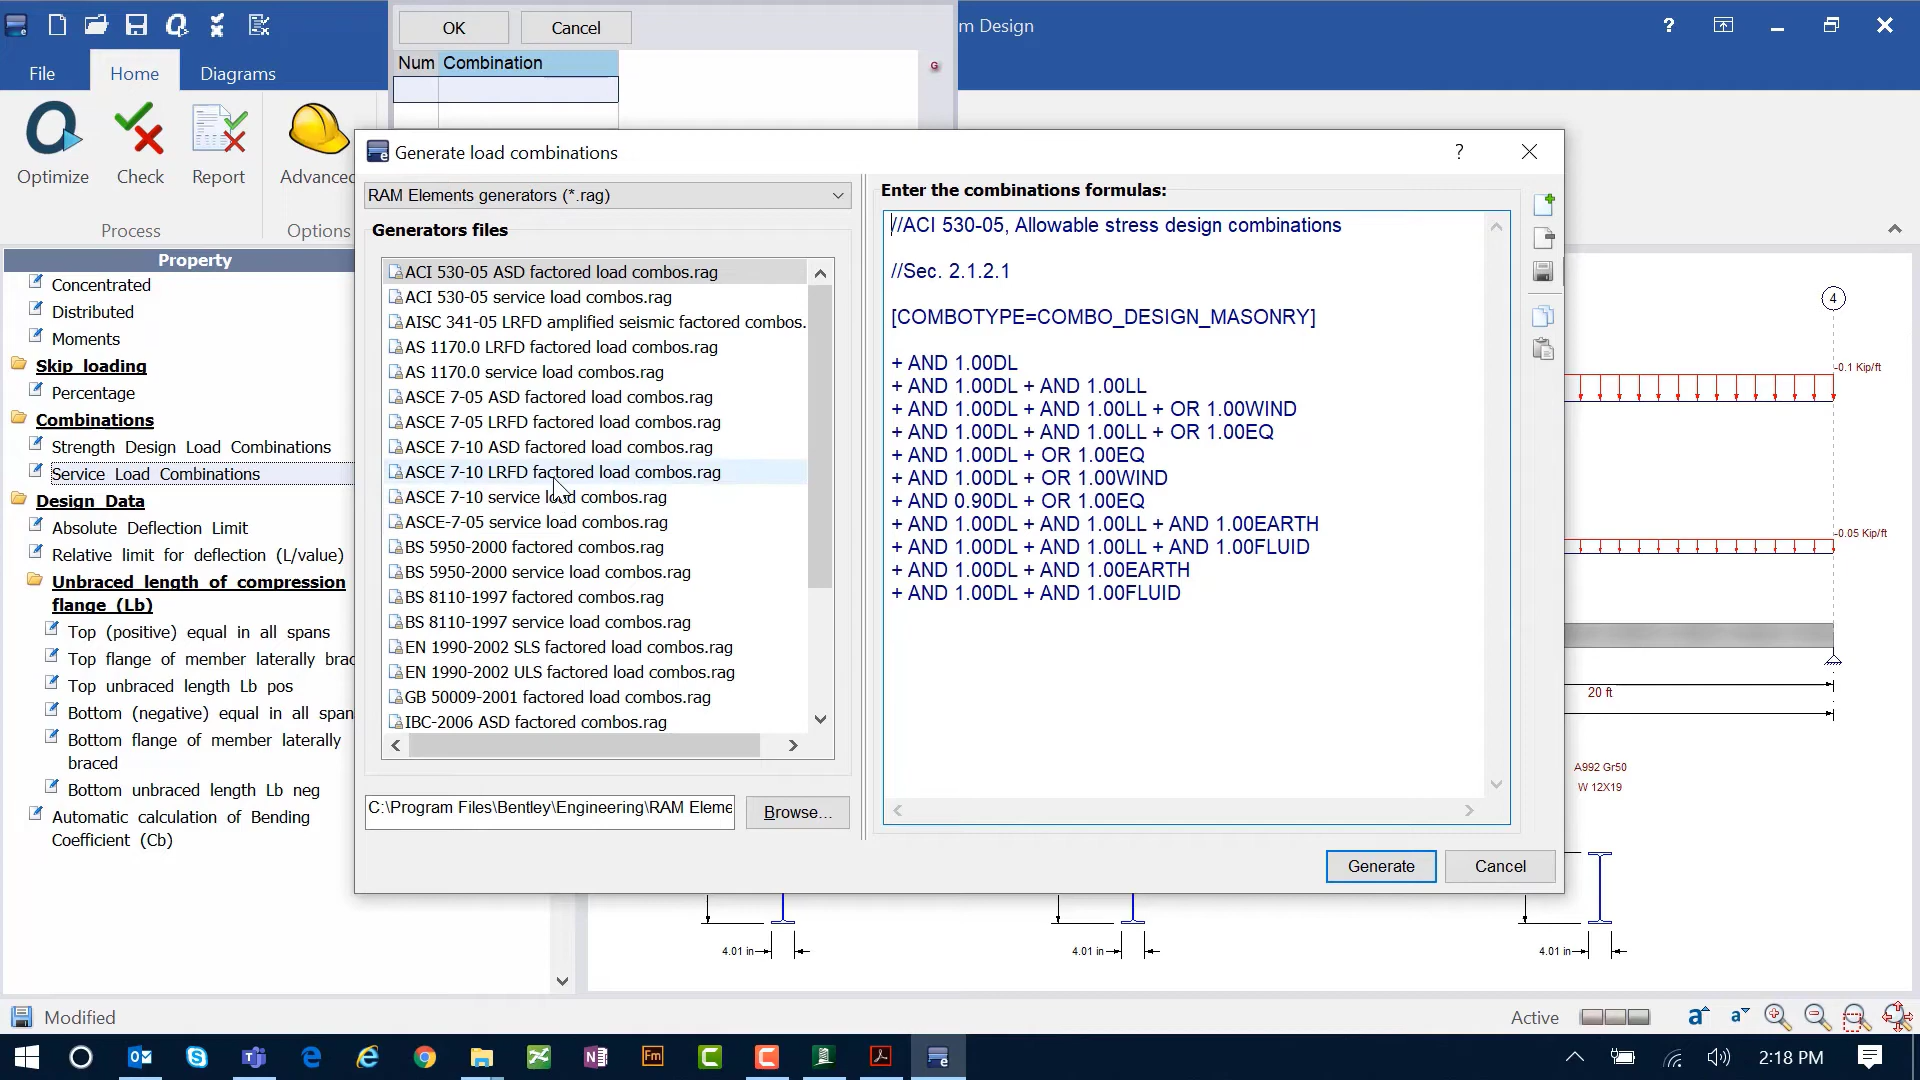 OK
Cancel
m Design
?
File
Home
Diagrams
Num
Combination
G
Optimize
Check
Report
Advanced
Process
Options
Property
Concentrated
Distributed
Moments
Skip loading
Percentage
Combinations
Strength Design Load Combinations
Service Load Combinations
Design Data
Absolute Deflection Limit
Relative limit for deflection (L/value)
Unbraced length of compression
flange (Lb)
Top (positive) equal in all spans
Top flange of member laterally brac
Top unbraced length Lb pos
Bottom (negative) equal in all span
Bottom flange of member laterally
braced
Bottom unbraced length Lb neg
Automatic calculation of Bending
Coefficient (Cb)
Generate load combinations
?
RAM Elements generators (*.rag)
Generators files
ACI 530-05 ASD factored load combos.rag
ACI 530-05 service load combos.rag
AISC 341-05 LRFD amplified seismic factored combos.
AS 1170.0 LRFD factored load combos.rag
AS 1170.0 service load combos.rag
ASCE 7-05 ASD factored load combos.rag
ASCE 7-05 LRFD factored load combos.rag
ASCE 7-10 ASD factored load combos.rag
ASCE 7-10 LRFD factored load combos.rag
ASCE 7-10 service load combos.rag
ASCE-7-05 service load combos.rag
BS 5950-2000 factored combos.rag
BS 5950-2000 service load combos.rag
BS 8110-1997 factored combos.rag
BS 8110-1997 service load combos.rag
EN 1990-2002 SLS factored load combos.rag
EN 1990-2002 ULS factored load combos.rag
GB 50009-2001 factored load combos.rag
IBC-2006 ASD factored combos.rag
C:\Program Files\Bentley\Engineering\RAM Eleme
Browse...
Enter the combinations formulas:
//ACI 530-05, Allowable stress design combinations
//Sec. 2.1.2.1
[COMBOTYPE=COMBO_DESIGN_MASONRY]
+ AND 1.00DL
+ AND 1.00DL + AND 1.00LL
+ AND 1.00DL + AND 1.00LL + OR 1.00WIND
+ AND 1.00DL + AND 1.00LL + OR 1.00EQ
+ AND 1.00DL + OR 1.00EQ
+ AND 1.00DL + OR 1.00WIND
+ AND 0.90DL + OR 1.00EQ
+ AND 1.00DL + AND 1.00LL + AND 1.00EARTH
+ AND 1.00DL + AND 1.00LL + AND 1.00FLUID
+ AND 1.00DL + AND 1.00EARTH
+ AND 1.00DL + AND 1.00FLUID
Generate
Cancel
4
-0.1 Kip/ft
-0.05 Kip/ft
20 ft
A992 Gr50
W 12X19
4.01 in
4.01 in
4.01 in
Modified
Active
a
a
2:18 PM